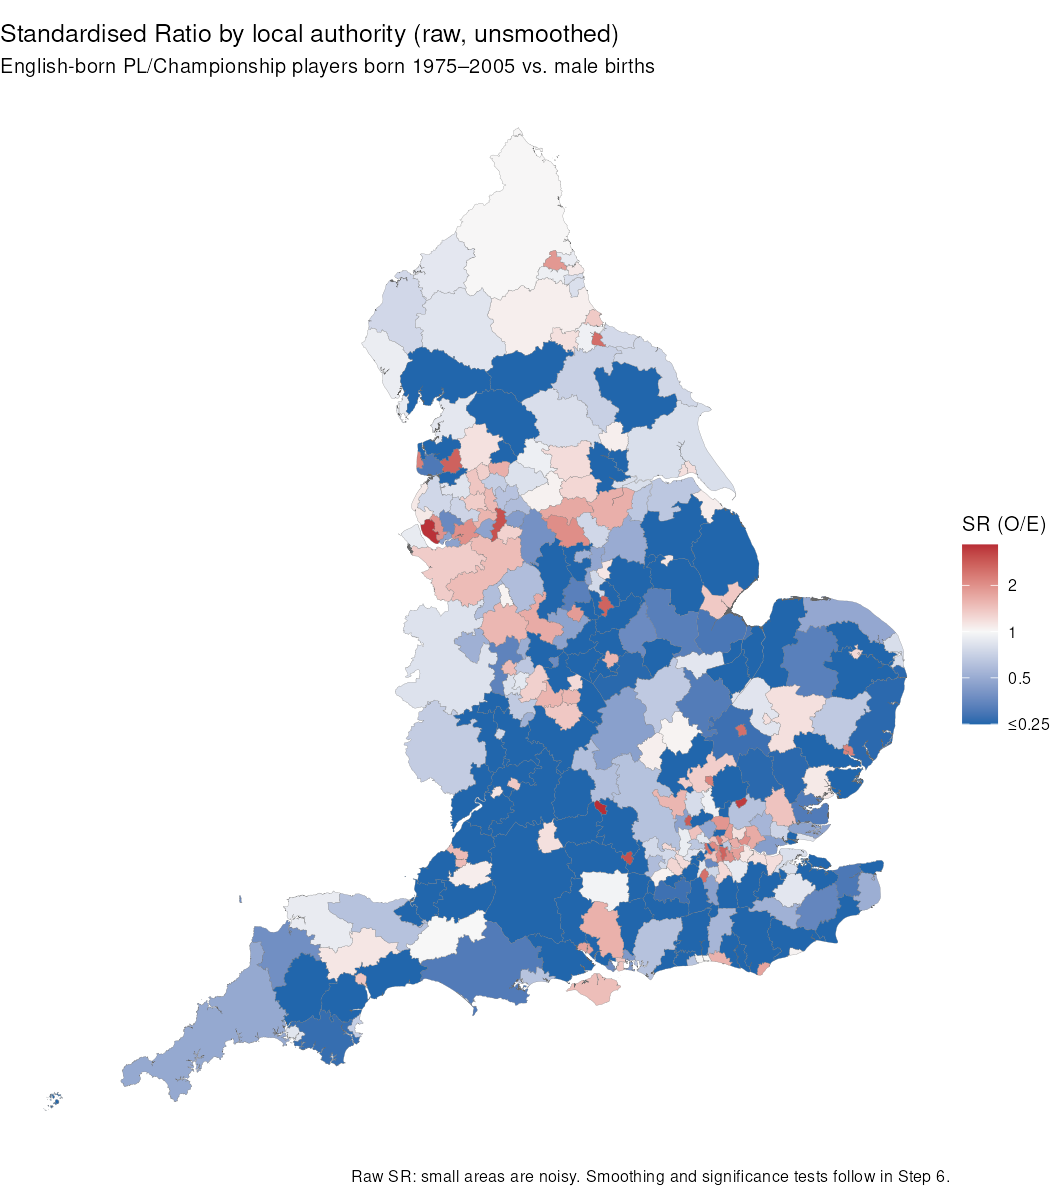 Standardised Ratio by local authority (raw, unsmoothed)
English-born PL/Championship players born 1975–2005 vs. male births
SR (O/E)
2
1
0.5
≤0.25
Raw SR: small areas are noisy. Smoothing and significance tests follow in Step 6.